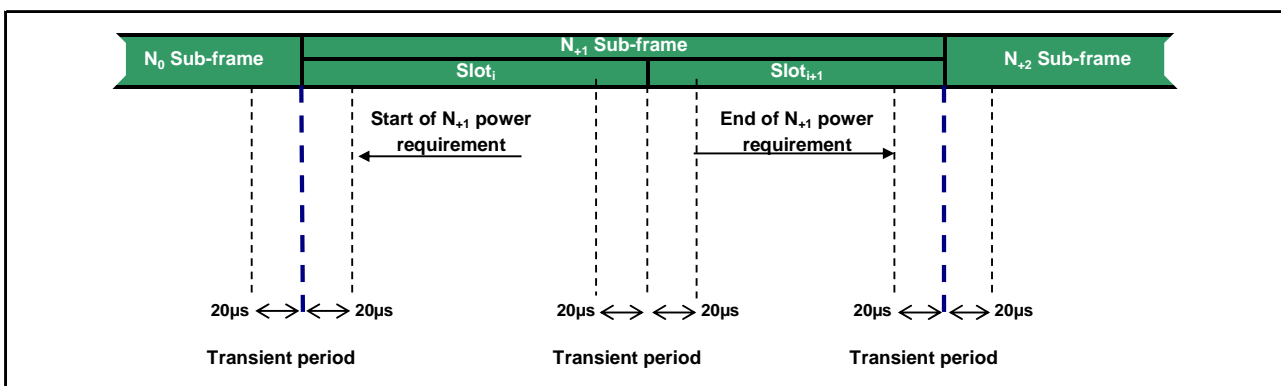 N+1 Sub-frame
N0 Sub-frame
N+2 Sub-frame
Sloti
Sloti+1
Start of N+1 power
requirement
End of N+1 power
requirement
20µs
20µs
20µs
20µs
20µs
20µs
Transient period
Transient period
Transient period